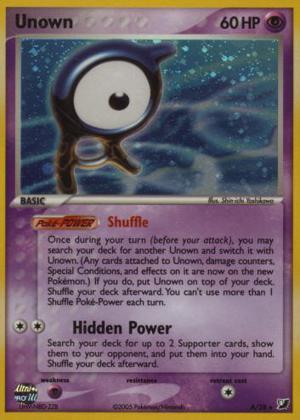 Unown
60 HP
BASIC
Illus. Shin-ichi Yoshikawa
Poké-POWER Shuffle
Once during your turn (before your attack), you may
search your deck for another Unown and switch it with
Unown. (Any cards attached to Unown, damage counters,
Special Conditions, and effects on it are now on the new
Pokémon.) If you do, put Unown on top of your deck.
Shuffle your deck afterward. You can't use more than 1
Shuffle Poké-Power each turn.
Hidden Power
Search your deck for up to 2 Supporter cards, show
them to your opponent, and put them into your hand.
Shuffle your deck afterward.
weakness resistance retreat cost
©2005 Pokémon/Nintendo
A/28